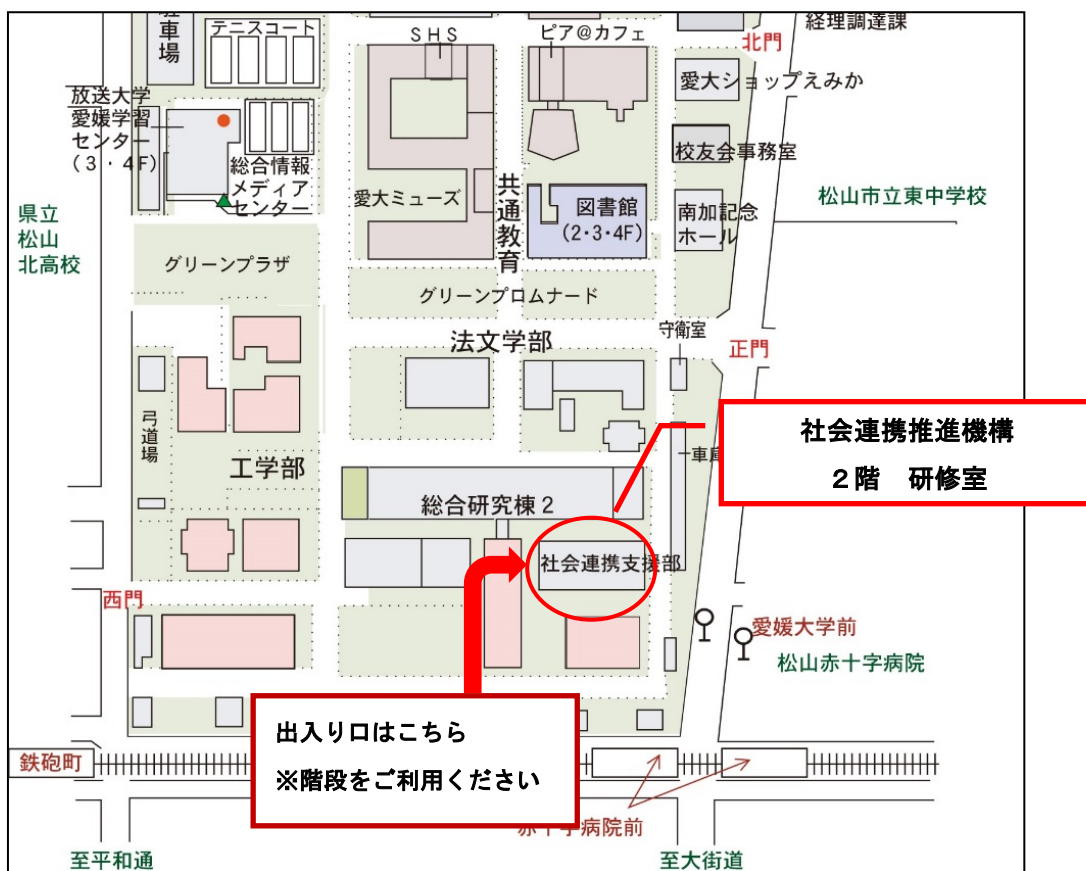 駐車場
テニスコート
SHS
ピア@カフェ
経理調達課
北門
愛大ショップえみか
放送大学
愛媛学習
センター
(3・4F)
総合情報
メディア
センター
愛大ミューズ
共通教育
図書館
(2・3・4F)
校友会事務室
南加記念
ホール
松山市立東中学校
県立
松山
北高校
グリーンプラザ
グリーンプロムナード
法文学部
守衛室
正門
弓道場
工学部
車庫
社会連携推進機構
2階 研修室
総合研究棟2
社会連携支援部
西門
愛媛大学前
松山赤十字病院
出入り口はこちら
※階段をご利用ください
鉄砲町
赤十字病院前
至平和通
至大街道